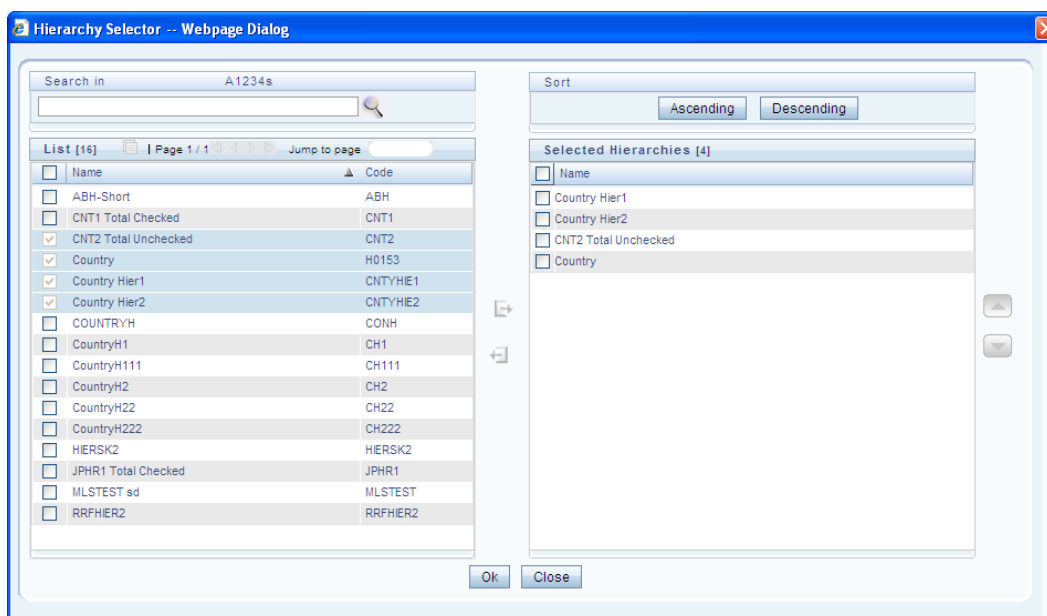 Hierarchy Selector -- Webpage Dialog
Search in A1234s
List [16] | Page 1 / 1 Jump to page
Name Code
ABH-Short ABH
CNT1 Total Checked CNT1
CNT2 Total Unchecked CNT2
Country H0153
Country Hier1 CNTYHIE1
Country Hier2 CNTYHIE2
COUNTRYH CONH
CountryH1 CH1
CountryH111 CH111
CountryH2 CH2
CountryH22 CH22
CountryH222 CH222
HIERSK2 HIERSK2
JPHR1 Total Checked JPHR1
MLSTEST sd MLSTEST
RRFHIER2 RRFHIER2
Sort
Ascending Descending
Selected Hierarchies [4]
Name
Country Hier1
Country Hier2
CNT2 Total Unchecked
Country
Ok Close